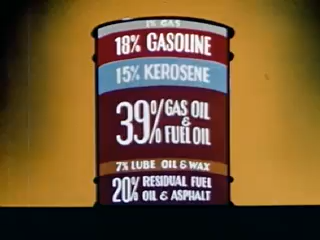 1% GAS
18% GASOLINE
15% KEROSENE
39% GAS OIL
& FUEL OIL
7% LUBE OIL & WAX
20% RESIDUAL FUEL
OIL & ASPHALT